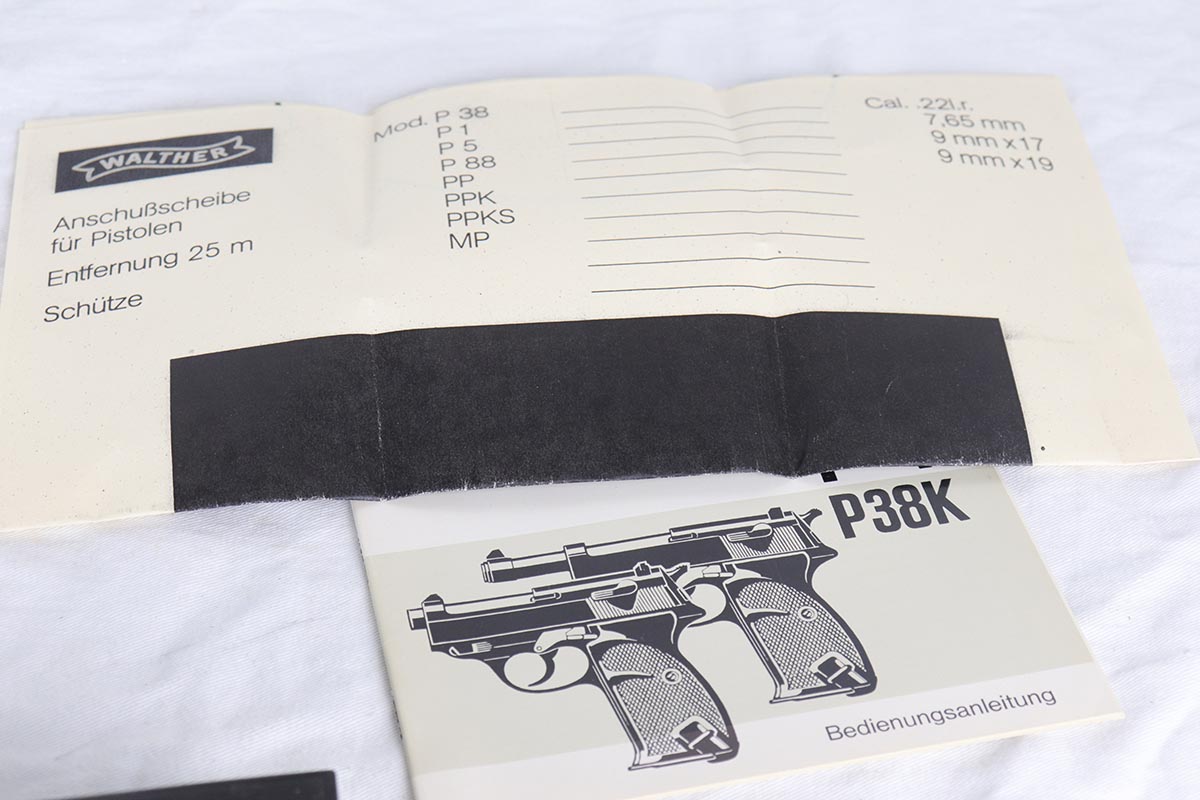 WALTHER
Anschußscheibe
für Pistolen
Entfernung 25 m
Schütze
Mod. P 38
P 1
P 5
P 88
PP
PPK
PPKS
MP
Cal. .22l.r.
7,65 mm
9 mm x17
9 mm x19
P38K
Bedienungsanleitung